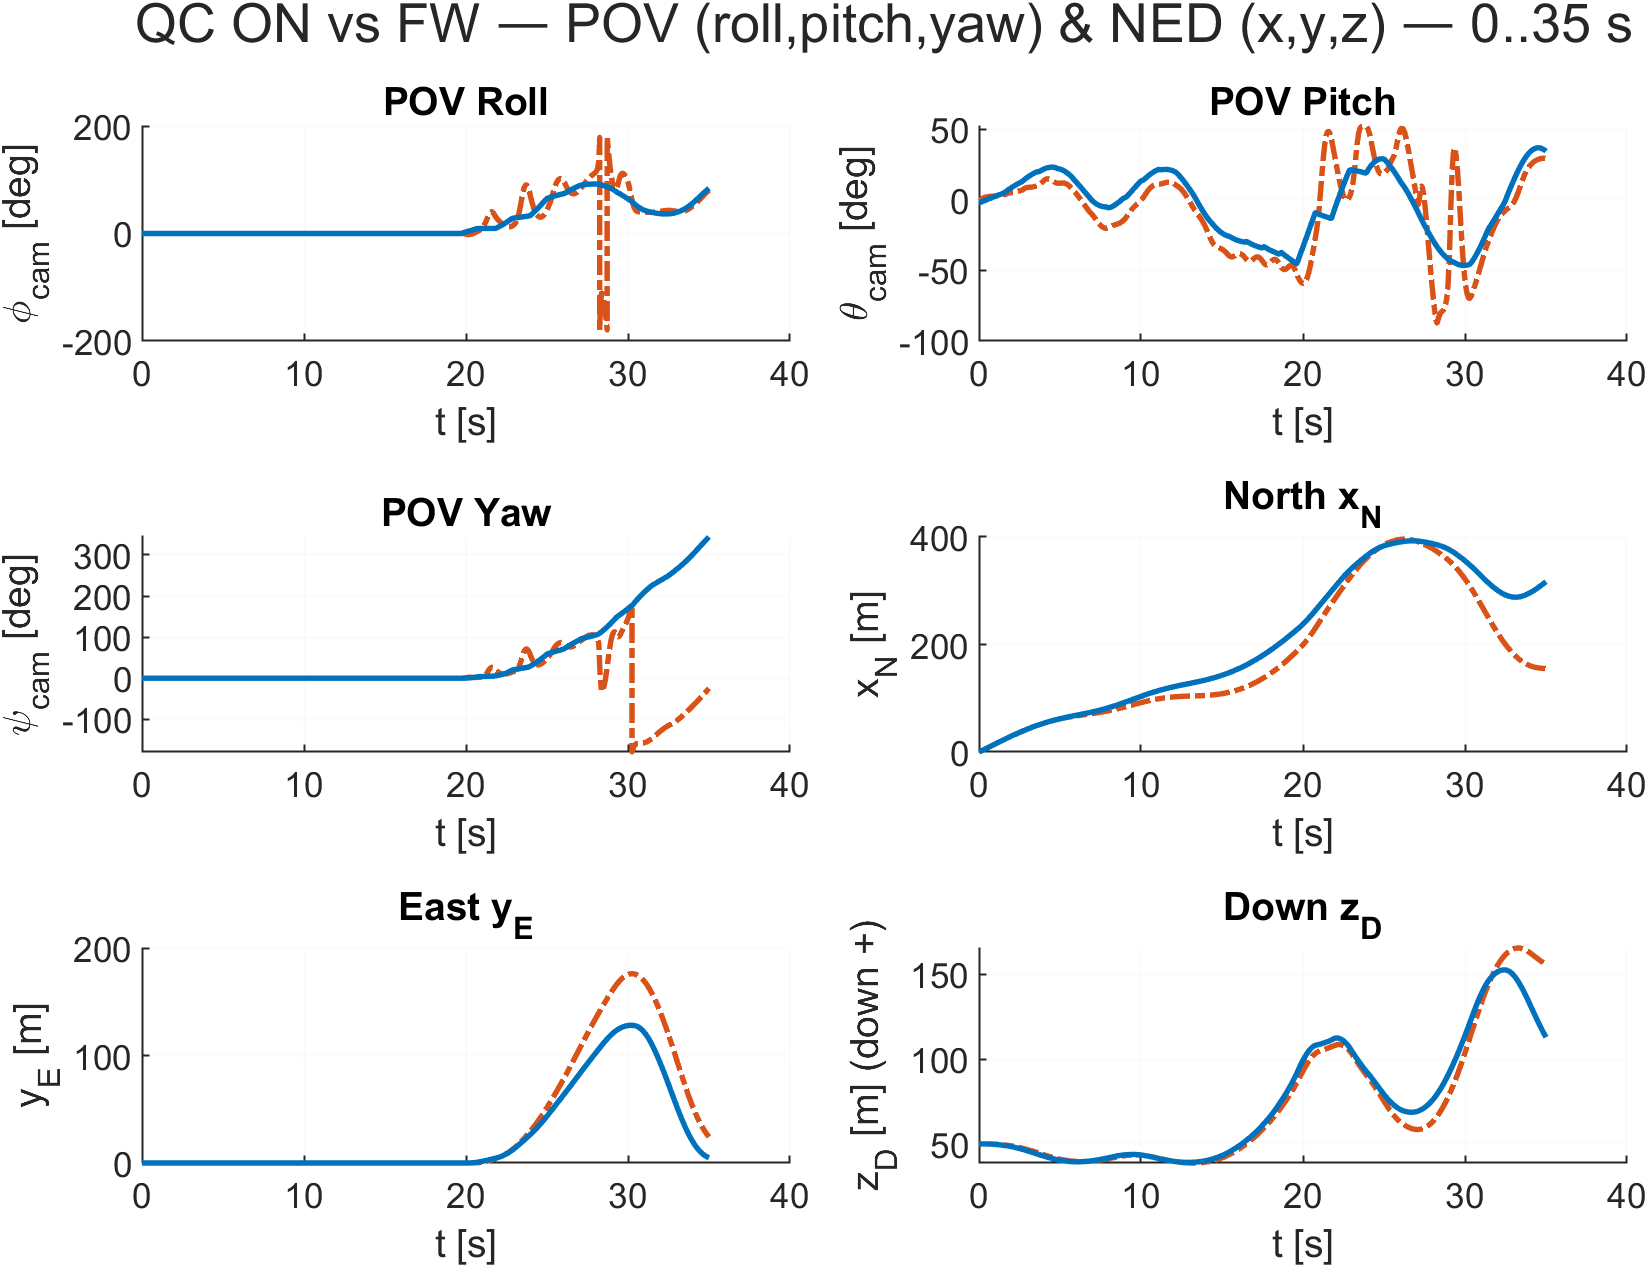 QC ON vs FW — POV (roll,pitch,yaw) & NED (x,y,z) — 0..35 s
POV Roll
ϕcam [deg]
200
0
-200
0 10 20 30 40
t [s]
POV Pitch
θcam [deg]
50
0
-50
-100
0 10 20 30 40
t [s]
POV Yaw
ψcam [deg]
300
200
100
0
-100
0 10 20 30 40
t [s]
North xN
xN [m]
400
200
0
0 10 20 30 40
t [s]
East yE
yE [m]
200
100
0
0 10 20 30 40
t [s]
Down zD
zD [m] (down +)
150
100
50
0 10 20 30 40
t [s]